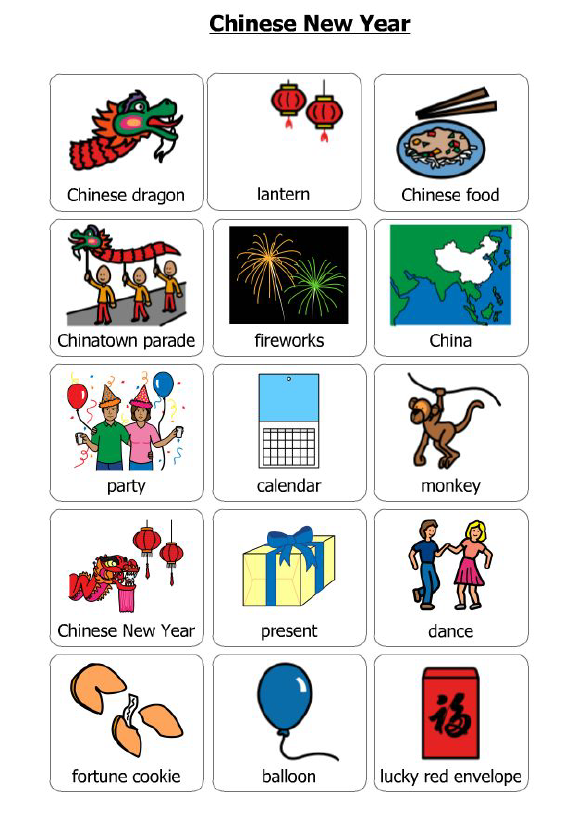 Chinese New Year
Chinese dragon
lantern
Chinese food
Chinatown parade
fireworks
China
party
calendar
monkey
Chinese New Year
present
dance
fortune cookie
balloon
福
lucky red envelope